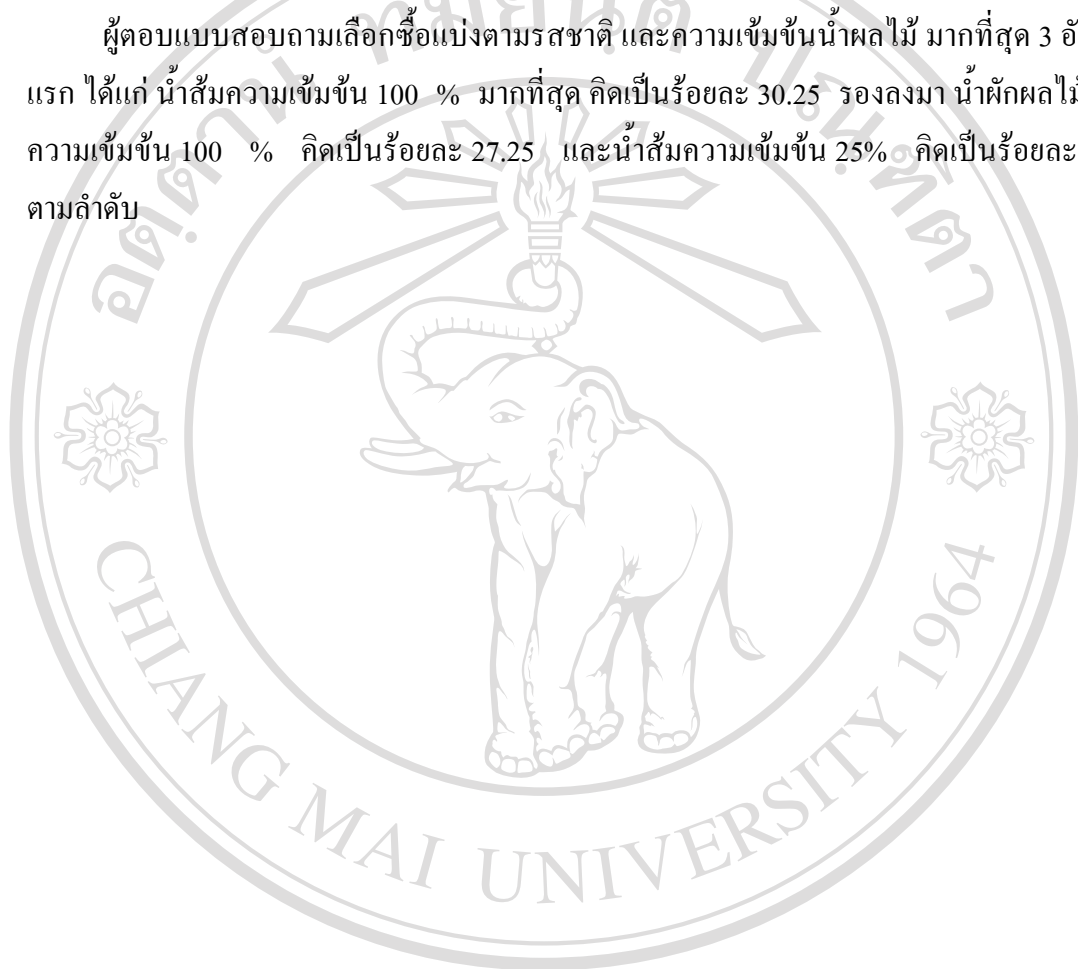 ผู้ตอบแบบสอบถามเลือกซื้อแบ่งตามรสชาติ และความเข้มข้นน้ำผลไม้ มากที่สุด 3 อั
แรก ได้แก่ น้ำส้มความเข้มข้น 100 % มากที่สุด คิดเป็นร้อยละ 30.25 รองลงมา น้ำผักผลไม้
ความเข้มข้น 100 % คิดเป็นร้อยละ 27.25 และน้ำส้มความเข้มข้น 25% คิดเป็นร้อยละ
ตามลำดับ
CHIANG MAI UNIVERSITY 1964